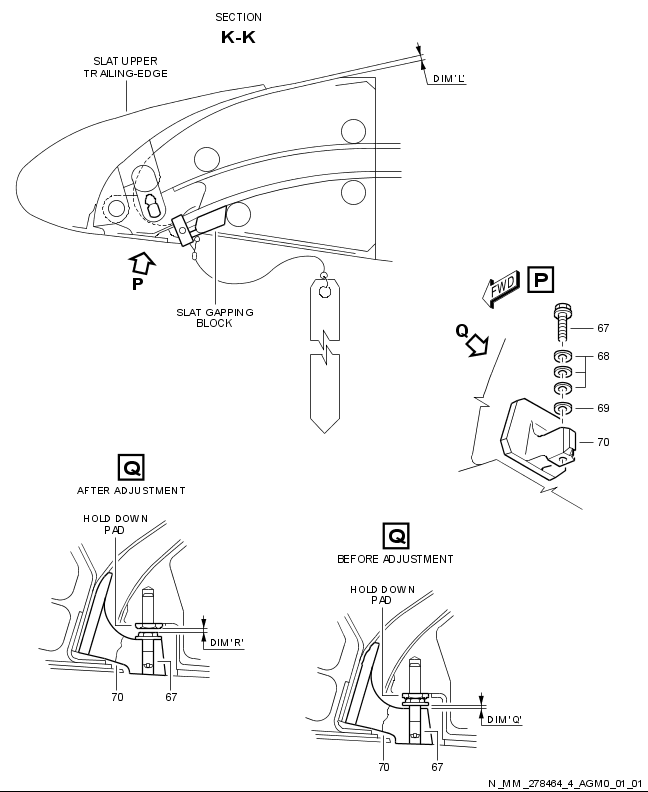 SECTION
K-K
SLAT UPPER
TRAILING-EDGE
DIM'L'
P
SLAT GAPPING
BLOCK
FWD
P
Q
67
68
69
70
Q
AFTER ADJUSTMENT
HOLD DOWN
PAD
DIM'R'
70
67
Q
BEFORE ADJUSTMENT
HOLD DOWN
PAD
DIM'Q'
70
67
N_MM_278464_4_AGM0_01_01